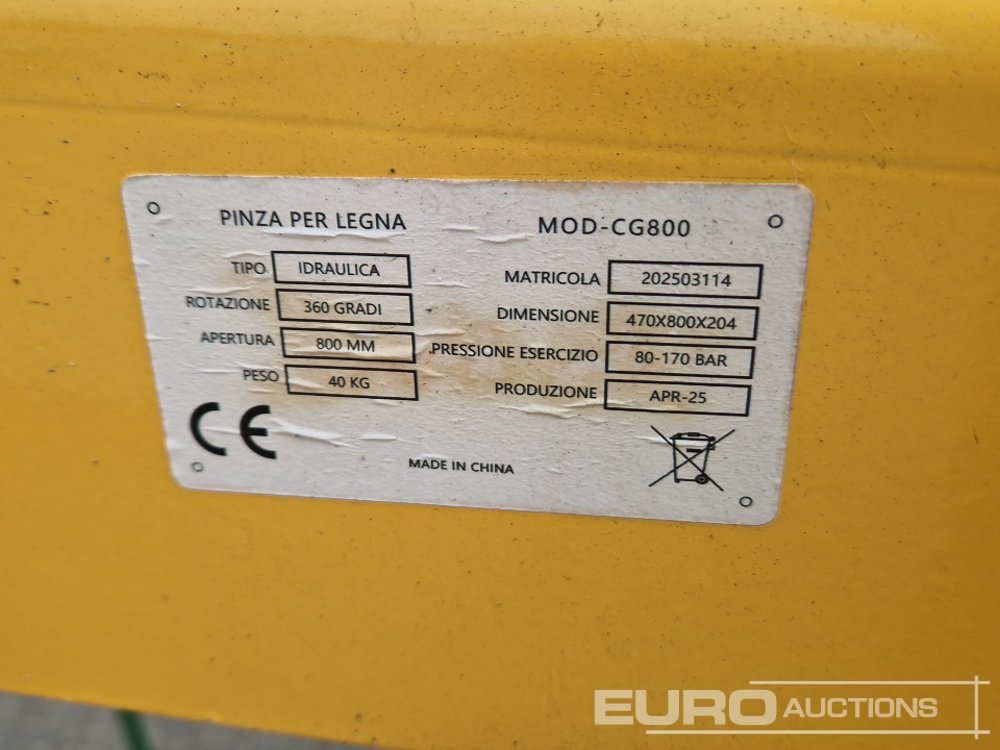 PINZA PER LEGNA
TIPO IDRAULICA
ROTAZIONE 360 GRADI
APERTURA 800 MM
PESO 40 KG
CE
MOD-CG800
MATRICOLA 202503114
DIMENSIONE 470X800X204
PRESSIONE ESERCIZIO 80-170 BAR
PRODUZIONE APR-25
MADE IN CHINA
EURO AUCTIONS